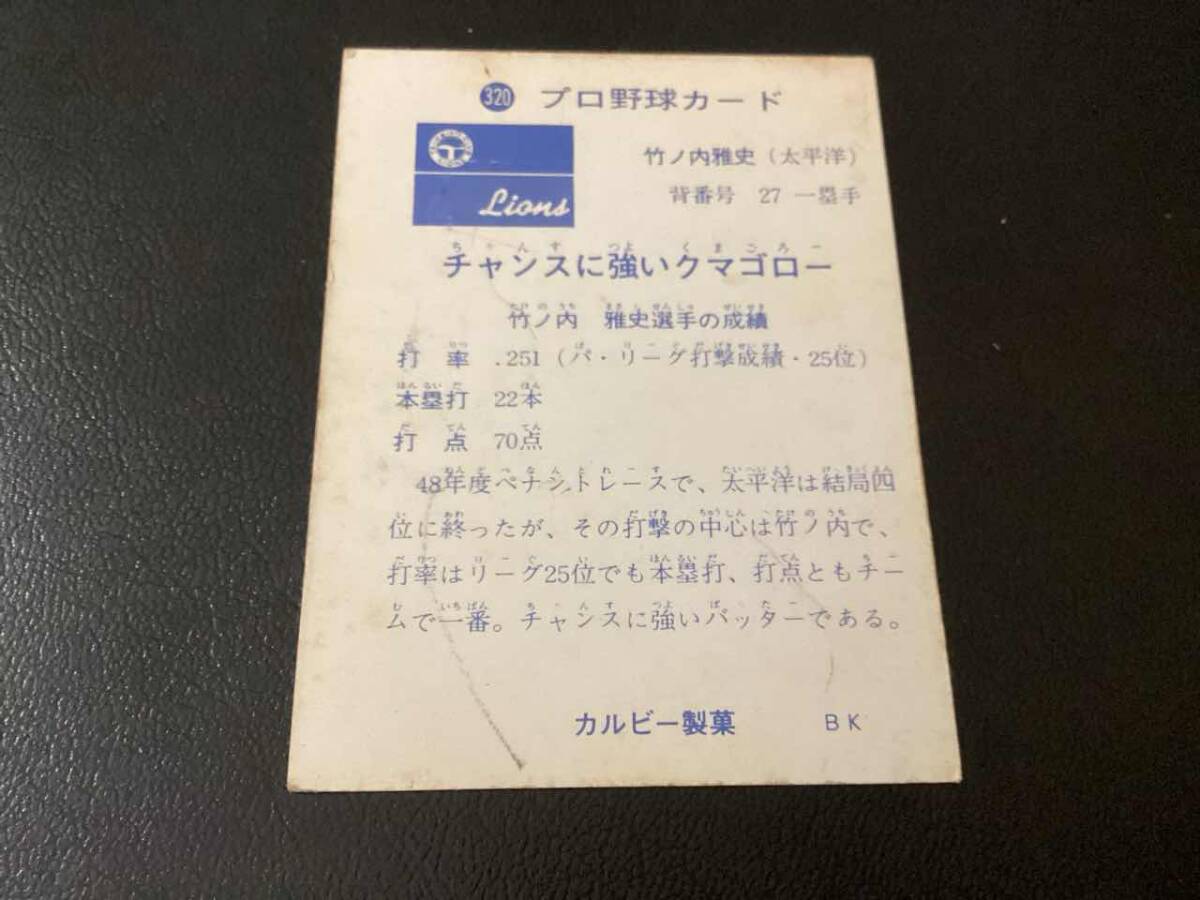 320 プロ野球カード
竹ノ内雅史（太平洋）
背番号 27 一塁手
Lions
チャンスに強いクマゴロー
竹ノ内 雅史選手の成績
打率 .251（パ・リーグ打撃成績・25位）
本塁打 22本
打点 70点
48年度ペナントレースで、太平洋は結局四
位に終ったが、その打撃の中心は竹ノ内で、
打率はリーグ25位でも本塁打、打点ともチー
ムで一番。チャンスに強いバッターである。
カルビー製菓 BK